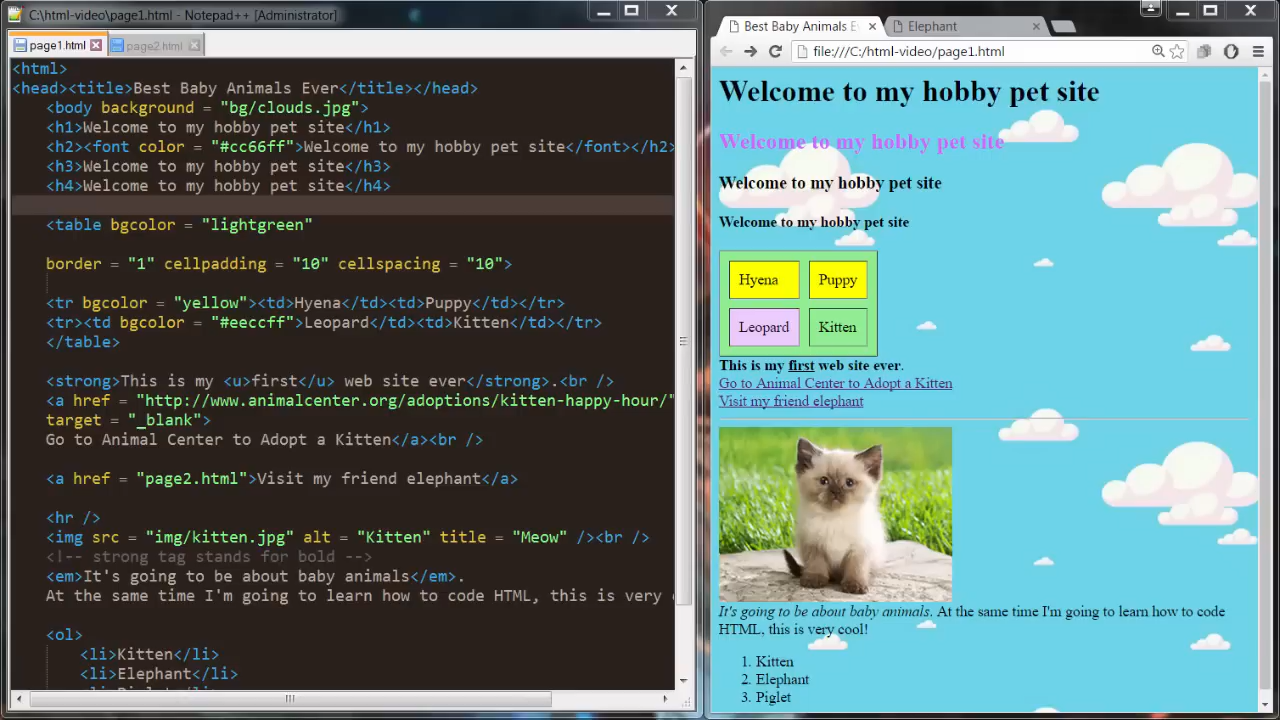 C:\html-video\page1.html - Notepad++ [Administrator]
page1.html
page2.html
<html>
<head><title>Best Baby Animals Ever</title></head>
<body background = "bg/clouds.jpg">
<h1>Welcome to my hobby pet site</h1>
<h2><font color = "#cc66ff">Welcome to my hobby pet site</font></h2>
<h3>Welcome to my hobby pet site</h3>
<h4>Welcome to my hobby pet site</h4>
<table bgcolor = "lightgreen"
border = "1" cellpadding = "10" cellspacing = "10">
<tr bgcolor = "yellow"><td>Hyena</td><td>Puppy</td></tr>
<tr><td bgcolor = "#eeccff">Leopard</td><td>Kitten</td></tr>
</table>
<strong>This is my <u>first</u> web site ever</strong>.<br />
<a href = "http://www.animalcenter.org/adoptions/kitten-happy-hour/"
target = "_blank">
Go to Animal Center to Adopt a Kitten</a><br />
<a href = "page2.html">Visit my friend elephant</a>
<hr />
<img src = "img/kitten.jpg" alt = "Kitten" title = "Meow" /><br />
<!-- strong tag stands for bold -->
<em>It's going to be about baby animals</em>.
At the same time I'm going to learn how to code HTML, this is very
<ol>
<li>Kitten</li>
<li>Elephant</li>
Best Baby Animals Ev
Elephant
file:///C:/html-video/page1.html
Welcome to my hobby pet site
Welcome to my hobby pet site
Welcome to my hobby pet site
Welcome to my hobby pet site
Hyena Puppy
Leopard Kitten
This is my first web site ever.
Go to Animal Center to Adopt a Kitten
Visit my friend elephant
It's going to be about baby animals. At the same time I'm going to learn how to code
HTML, this is very cool!
1. Kitten
2. Elephant
3. Piglet